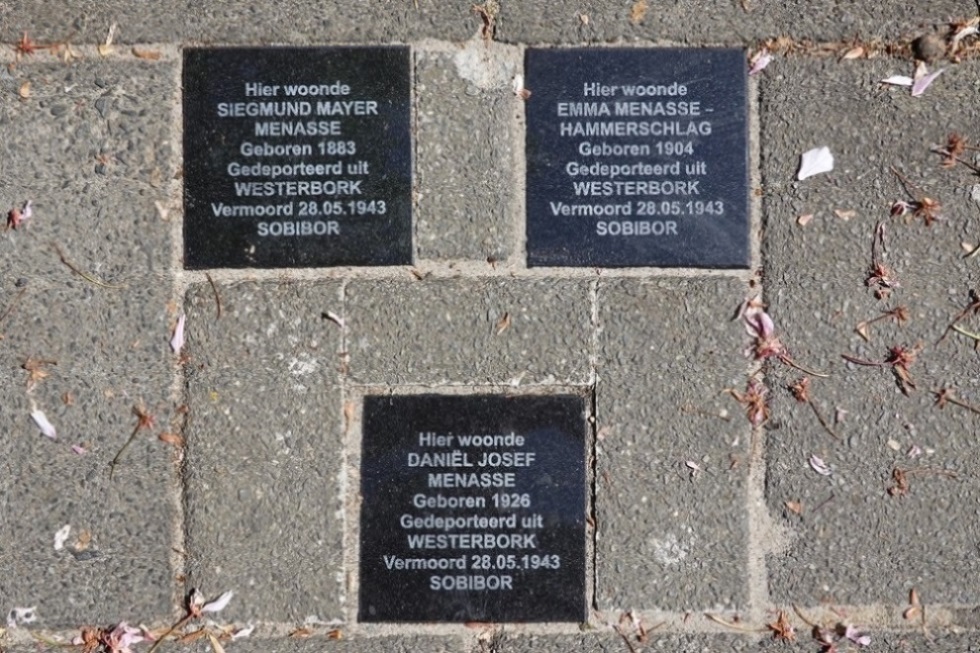 Hier woonde
SIEGMUND MAYER
MENASSE
Geboren 1883
Gedeporteerd uit
WESTERBORK
Vermoord 28.05.1943
SOBIBOR
Hier woonde
EMMA MENASSE –
HAMMERSCHLAG
Geboren 1904
Gedeporteerd uit
WESTERBORK
Vermoord 28.05.1943
SOBIBOR
Hier woonde
DANIËL JOSEF
MENASSE
Geboren 1926
Gedeporteerd uit
WESTERBORK
Vermoord 28.05.1943
SOBIBOR